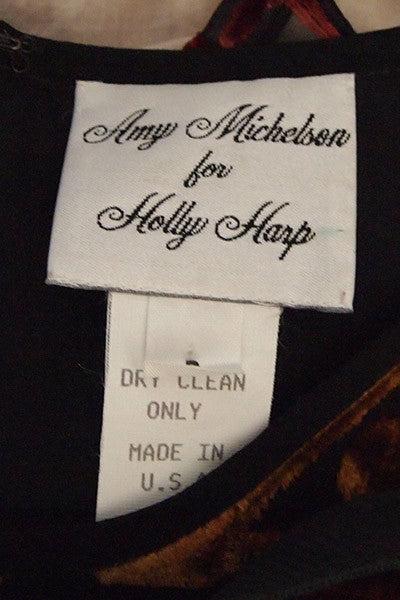 Amy Michelson
for
Holly Harp
DRY CLEAN
ONLY
MADE IN
U.S